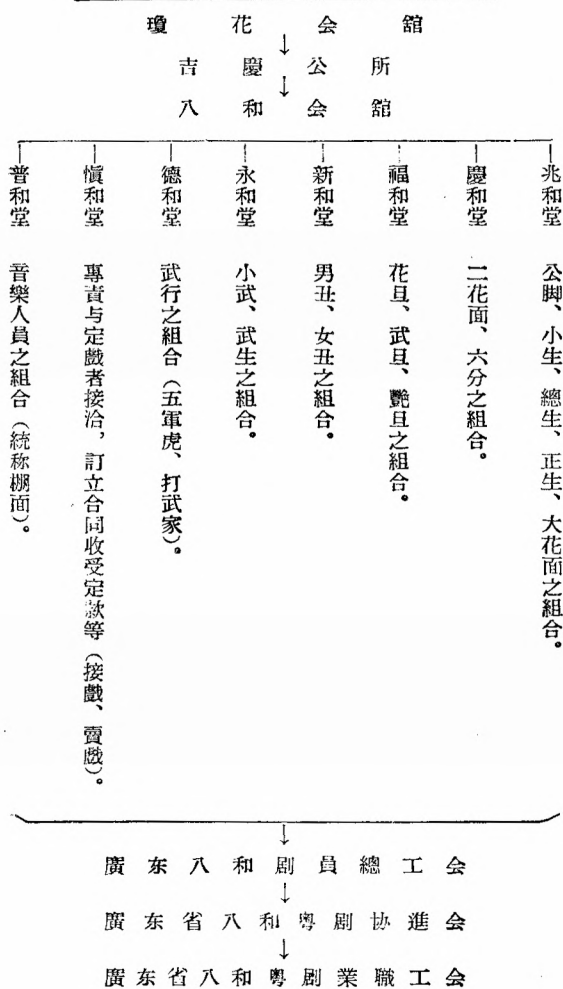 瓊花会舘
↓
吉慶公所
↓
八和会舘
兆和堂 公脚、小生、總生、正生、大花面之組合。
慶和堂 二花面、六分之組合。
福和堂 花旦、武旦、艷旦之組合。
新和堂 男丑、女丑之組合。
永和堂 小武、武生之組合。
德和堂 武行之組合（五軍虎、打武家）。
慎和堂 專責与定戲者接洽，訂立合同收受定款等（接戲、賣戲）。
普和堂 音樂人員之組合（統称棚面）。
↓
廣东八和剧員總工会
↓
廣东省八和粵剧协進会
↓
廣东省八和粵剧業職工会